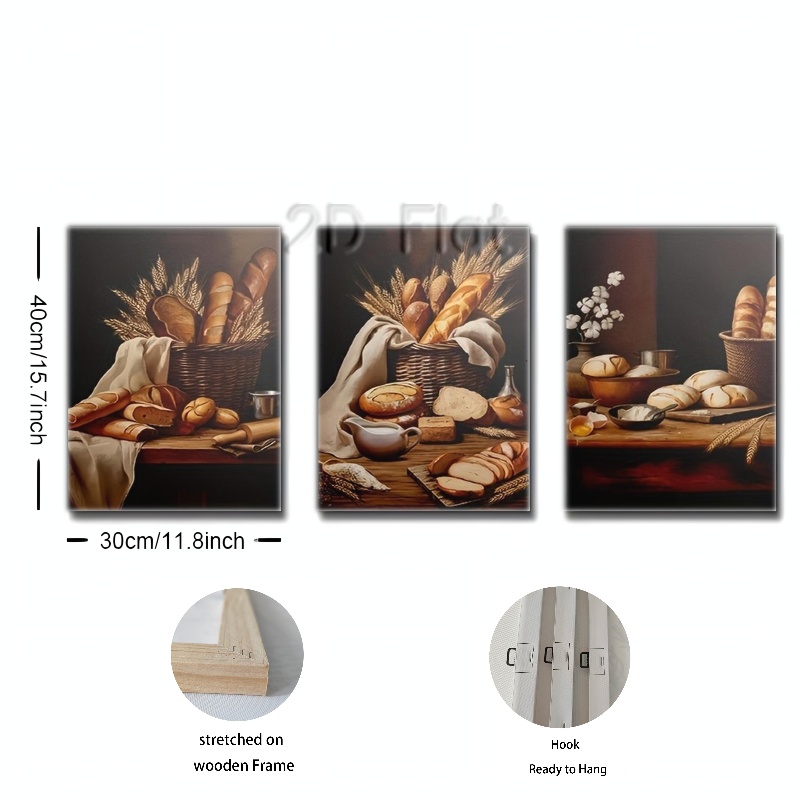 2D Flat
40cm/15.7inch
30cm/11.8inch
stretched on
wooden Frame
Hook
Ready to Hang